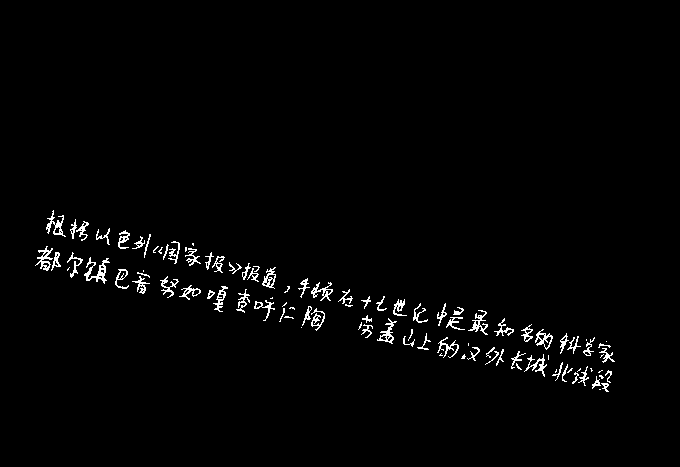 根据以色列《国家报》报道,牛顿在十七世纪中是最知名的科学家
都尔镇巴音努如嘎查呼仁陶 劳盖山上的汉外长城北线段